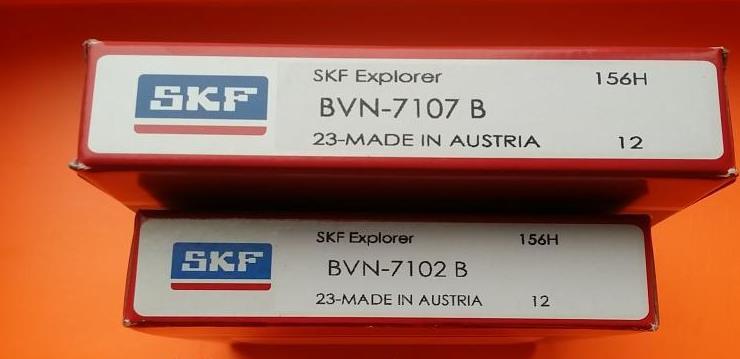 SKF
SKF Explorer 156H
BVN-7107 B
23-MADE IN AUSTRIA 12
SKF
SKF Explorer 156H
BVN-7102 B
23-MADE IN AUSTRIA 12